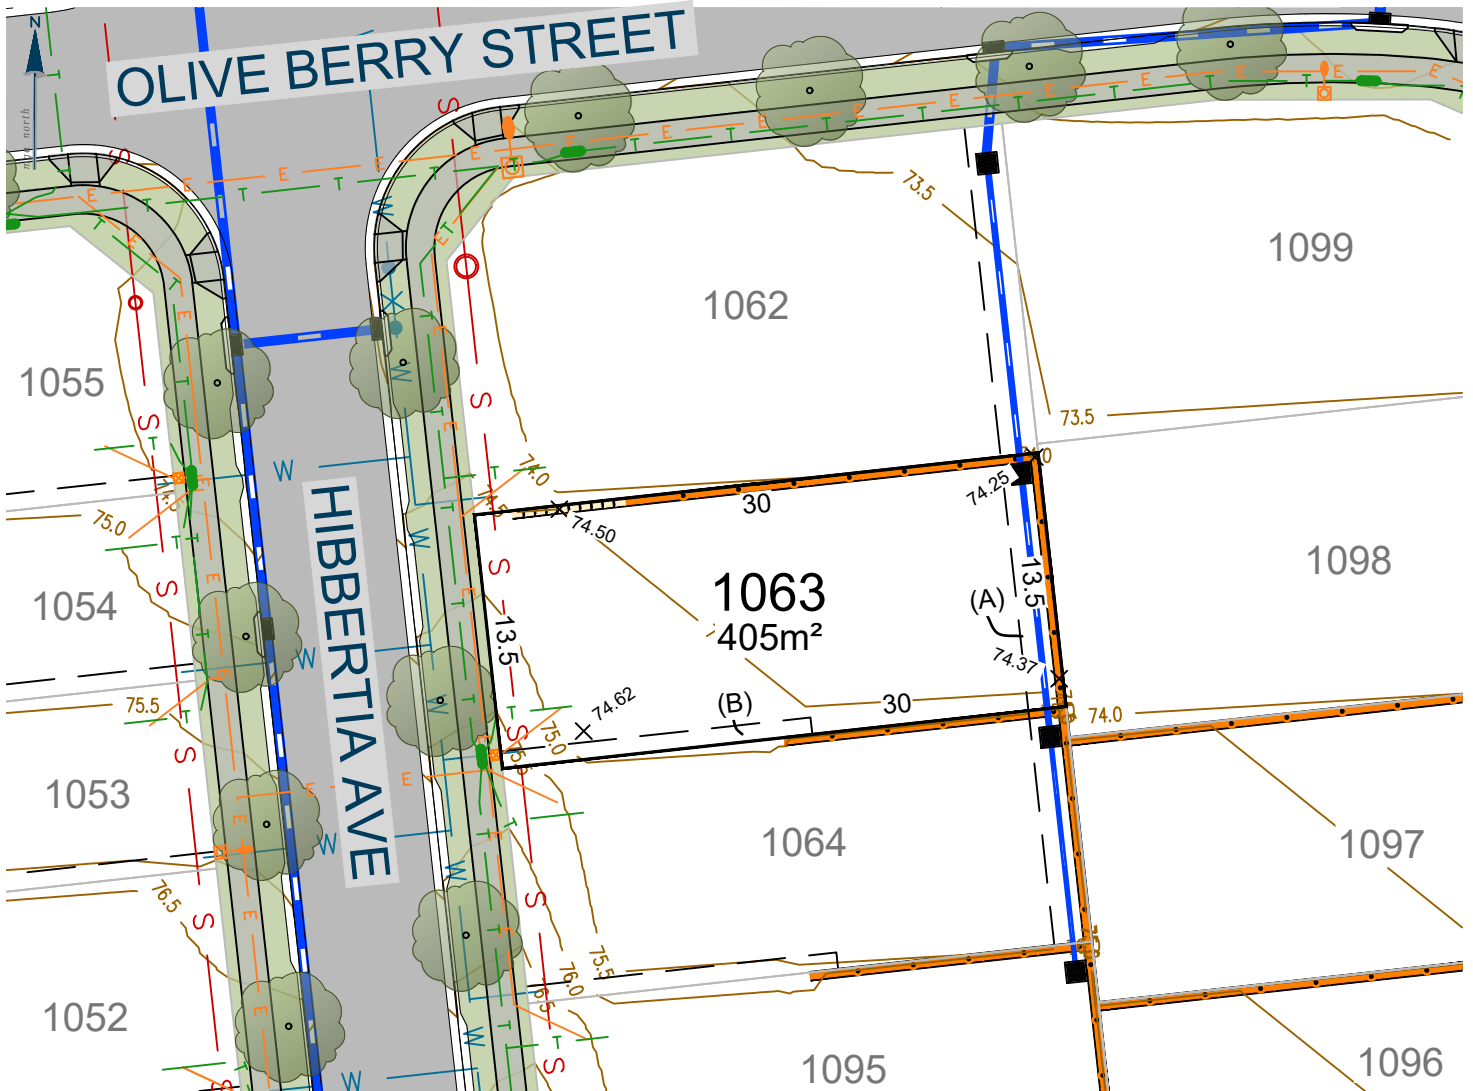 N
OLIVE BERRY STREET
HIBBERTIA AVE
1062
1099
73.5
73.5
1055
74.0
74.25
30
74.50
75.0
1063
405m²
13.5
13.5
(A)
1098
1054
74.37
74.62
(B)
30
75.5
75.0
74.0
1053
1064
1097
76.5
75.5
76.0
1052
1095
1096
S
S
S
S
S
S
S
S
S
S
S
W
W
W
W
W
W
W
W
W
W
E
E
E
E
E
E
E
E
E
E
T
T
T
T
T
T
T
T